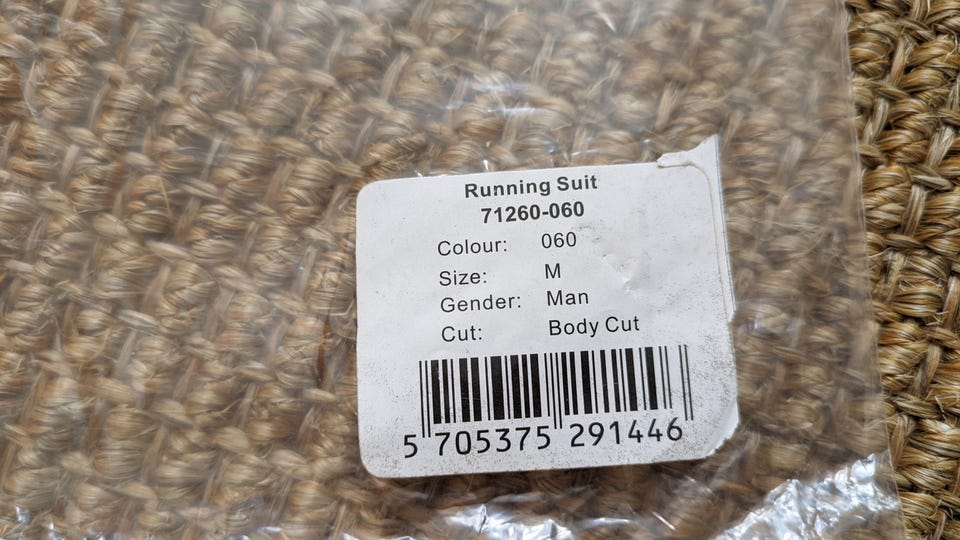 Running Suit
71260-060
Colour: 060
Size: M
Gender: Man
Cut: Body Cut
5 705375 291446